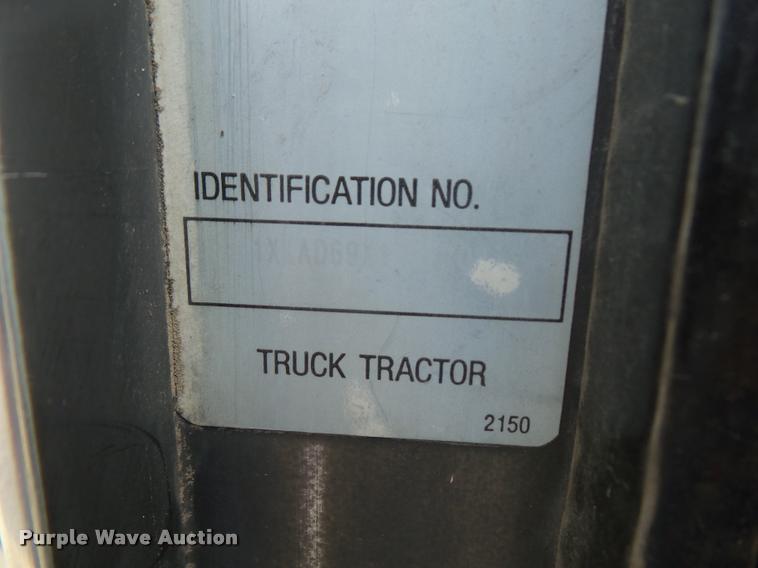 IDENTIFICATION NO.
TRUCK TRACTOR
2150
Purple Wave Auction